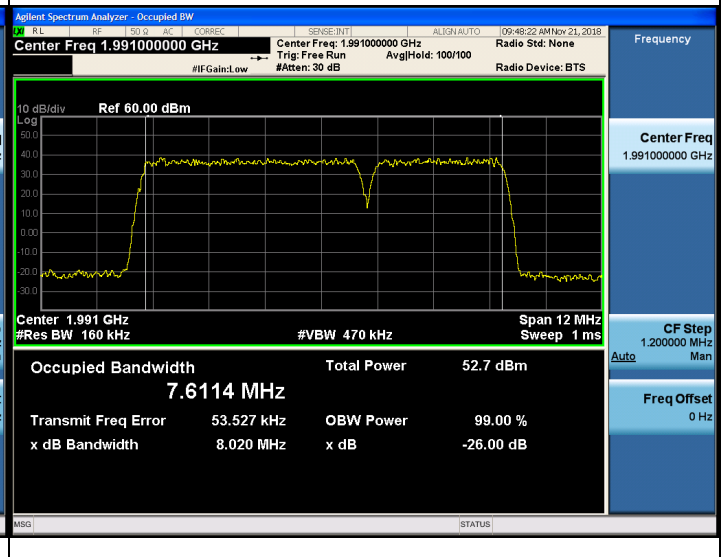 Agilent Spectrum Analyzer - Occupied BW
LXI RL RF 50 Ω AC CORREC SENSE:INT ALIGN AUTO 09:48:22 AM Nov 21, 2018
Center Freq 1.991000000 GHz
Center Freq: 1.991000000 GHz Radio Std: None
Trig: Free Run Avg|Hold: 100/100
#IFGain:Low #Atten: 30 dB Radio Device: BTS
Frequency
10 dB/div Ref 60.00 dBm
Log
50.0
40.0
30.0
20.0
10.0
0.00
-10.0
-20.0
-30.0
Center 1.991 GHz Span 12 MHz
#Res BW 160 kHz #VBW 470 kHz Sweep 1 ms
Occupied Bandwidth Total Power 52.7 dBm
7.6114 MHz
Transmit Freq Error 53.527 kHz OBW Power 99.00 %
x dB Bandwidth 8.020 MHz x dB -26.00 dB
Center Freq
1.991000000 GHz
CF Step
1.200000 MHz
Auto Man
Freq Offset
0 Hz
MSG STATUS